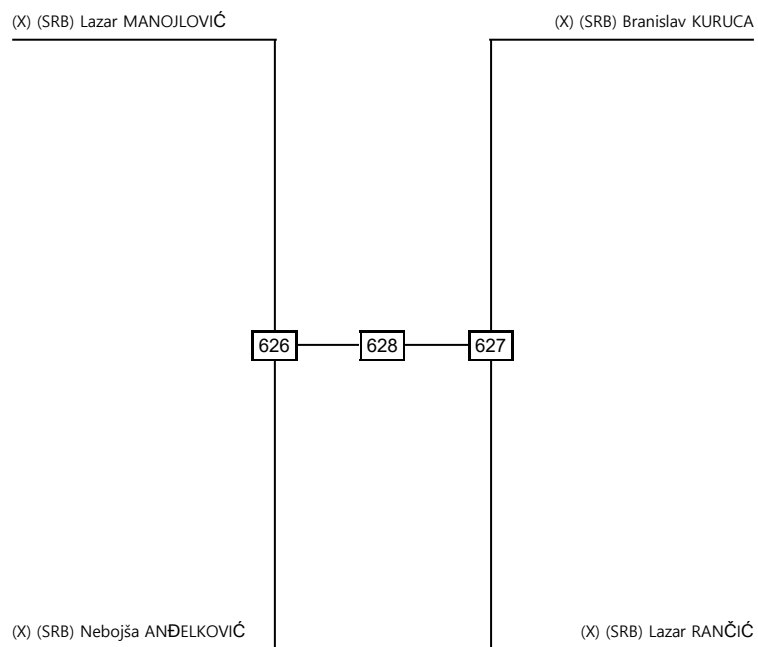 (X) (SRB) Lazar MANOJLOVIĆ
(X) (SRB) Branislav KURUCA
626
628
627
(X) (SRB) Nebojša ANĐELKOVIĆ
(X) (SRB) Lazar RANČIĆ